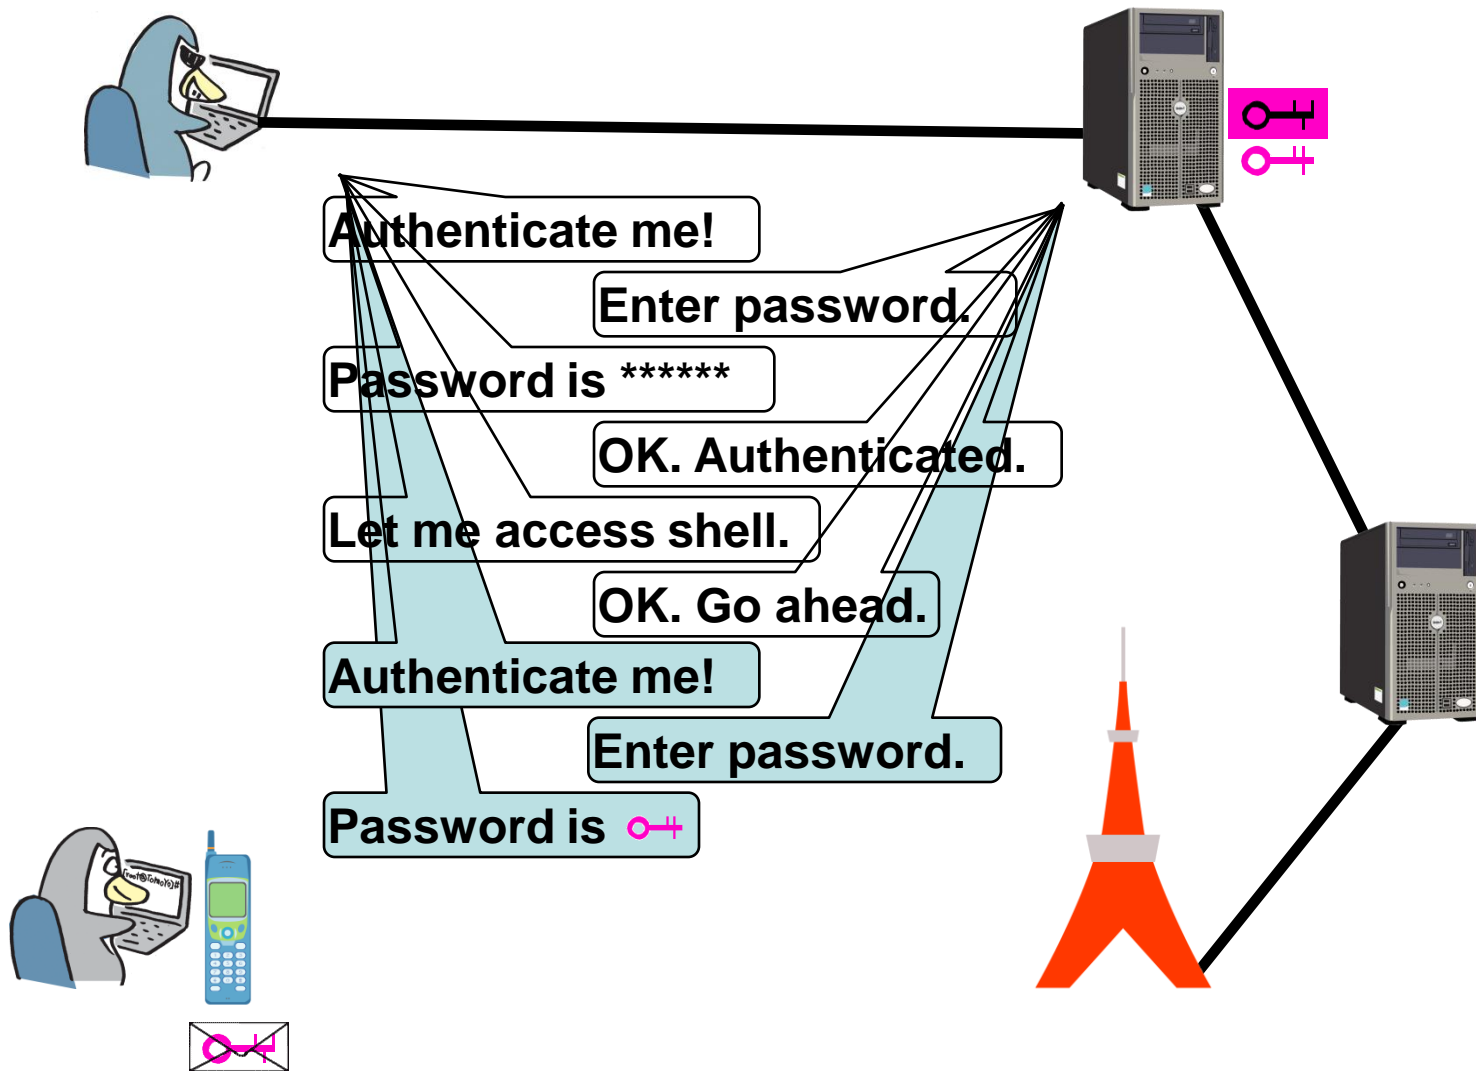 Authenticate me!
Enter password.
Password is ******
OK. Authenticated.
Let me access shell.
OK. Go ahead.
Authenticate me!
Enter password.
Password is